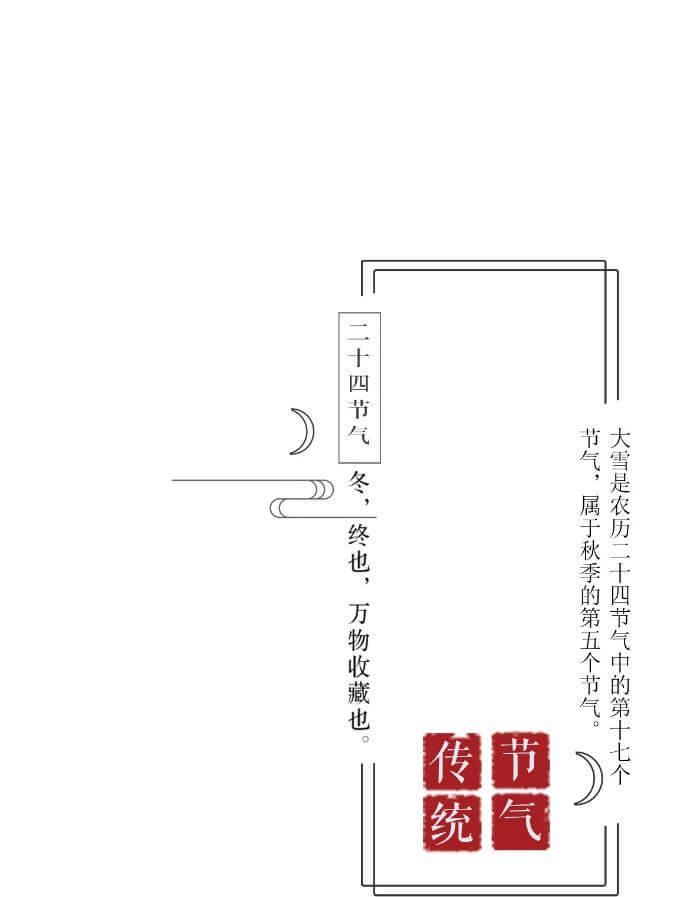 大雪是农历二十四节气中的第十七个
节气，属于秋季的第五个节气。
二十四节气
冬，终也，万物收藏也。
节气
传统